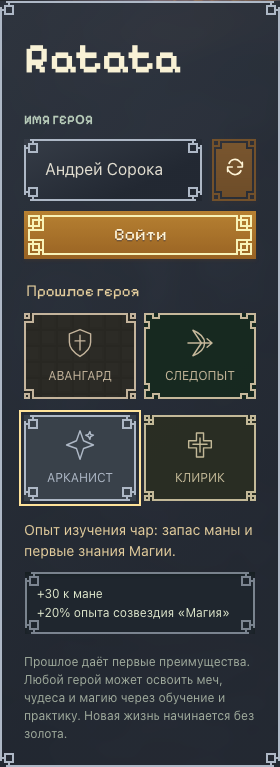 Ratata
ИМЯ ГЕРОЯ
Андрей Сорока
Войти
Прошлое героя
АВАНГАРД
СЛЕДОПЫТ
АРКАНИСТ
КЛИРИК
Опыт изучения чар: запас маны и
первые знания Магии.
+30 к мане
+20% опыта созвездия «Магия»
Прошлое даёт первые преимущества.
Любой герой может освоить меч,
чудеса и магию через обучение и
практику. Новая жизнь начинается без
золота.